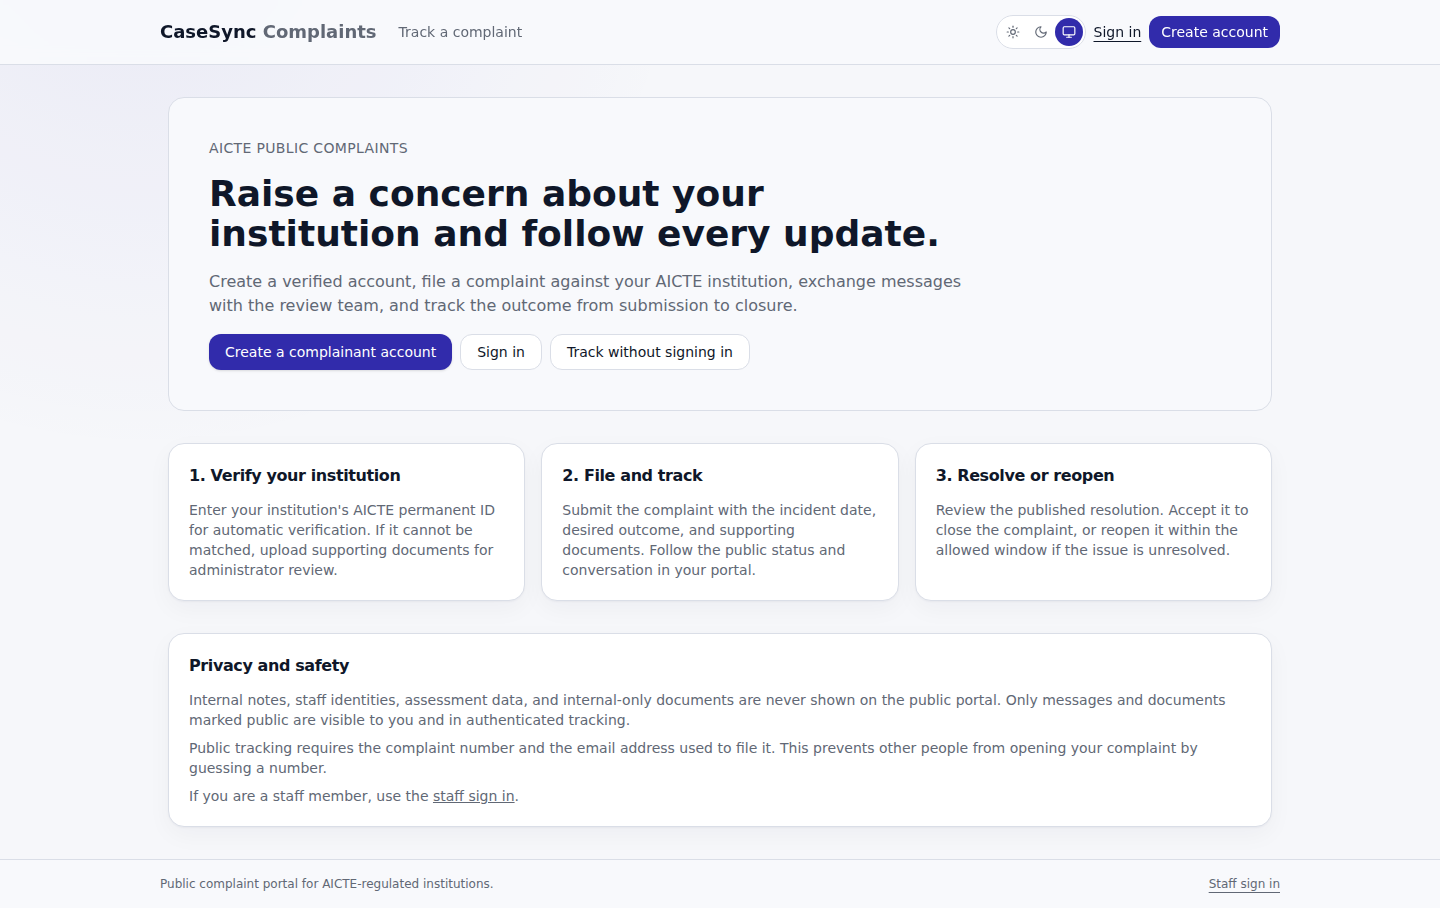 CaseSync Complaints Track a complaint Sign in Create account
AICTE PUBLIC COMPLAINTS
Raise a concern about your
institution and follow every update.
Create a verified account, file a complaint against your AICTE institution, exchange messages
with the review team, and track the outcome from submission to closure.
Create a complainant account Sign in Track without signing in
1. Verify your institution
Enter your institution's AICTE permanent ID
for automatic verification. If it cannot be
matched, upload supporting documents for
administrator review.
2. File and track
Submit the complaint with the incident date,
desired outcome, and supporting
documents. Follow the public status and
conversation in your portal.
3. Resolve or reopen
Review the published resolution. Accept it to
close the complaint, or reopen it within the
allowed window if the issue is unresolved.
Privacy and safety
Internal notes, staff identities, assessment data, and internal-only documents are never shown on the public portal. Only messages and documents
marked public are visible to you and in authenticated tracking.
Public tracking requires the complaint number and the email address used to file it. This prevents other people from opening your complaint by
guessing a number.
If you are a staff member, use the staff sign in.
Public complaint portal for AICTE-regulated institutions. Staff sign in